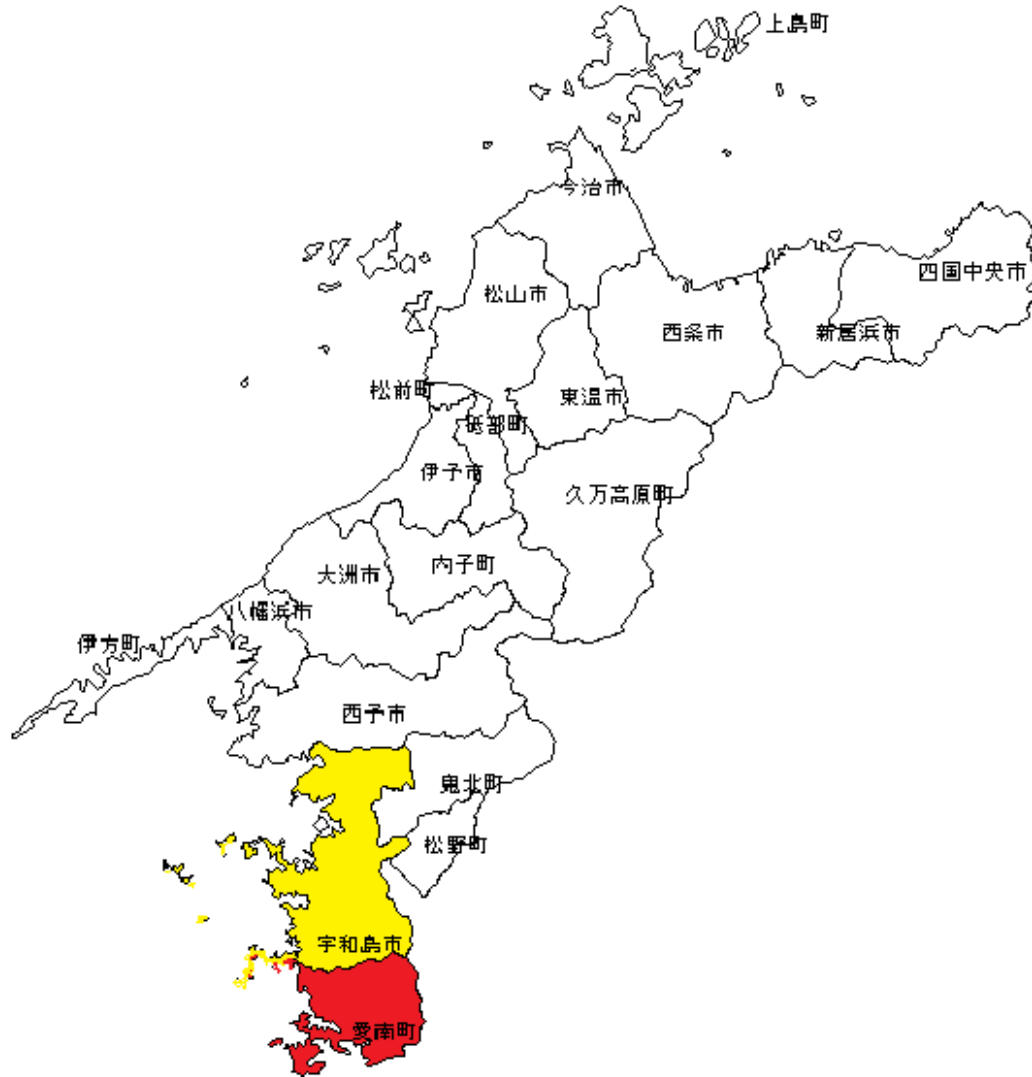 上島町
今治市
四国中央市
松山市
西条市
新居浜市
松前町
東温市
砥部町
伊予市
久万高原町
内子町
大洲市
八幡浜市
伊方町
西予市
鬼北町
松野町
宇和島市
愛南町